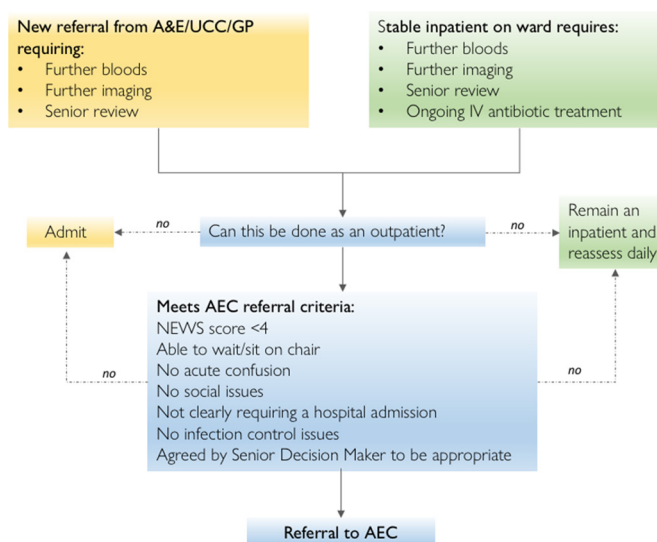 New referral from A&E/UCC/GP
requiring:
• Further bloods
• Further imaging
• Senior review
Stable inpatient on ward requires:
• Further bloods
• Further imaging
• Senior review
• Ongoing IV antibiotic treatment
Admit
no
Can this be done as an outpatient?
no
Remain an
inpatient and
reassess daily
no
Meets AEC referral criteria:
NEWS score <4
Able to wait/sit on chair
No acute confusion
No social issues
Not clearly requiring a hospital admission
No infection control issues
Agreed by Senior Decision Maker to be appropriate
no
Referral to AEC